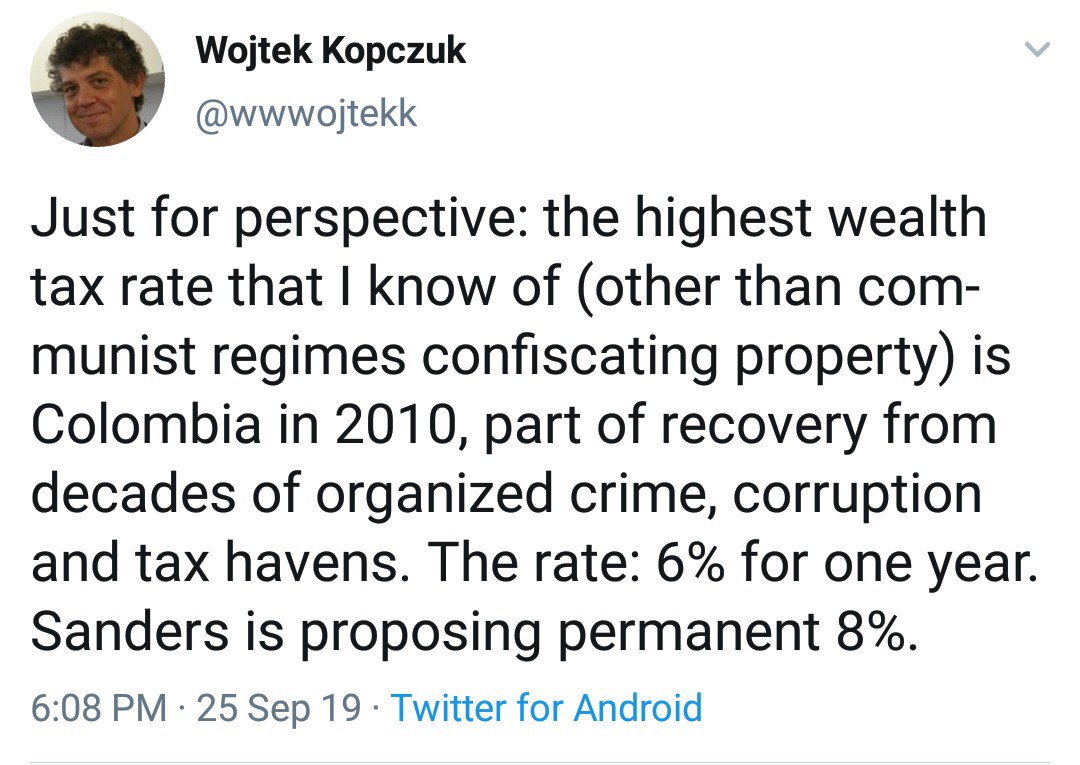 Wojtek Kopczuk
@wwwojtekk
Just for perspective: the highest wealth
tax rate that I know of (other than com-
munist regimes confiscating property) is
Colombia in 2010, part of recovery from
decades of organized crime, corruption
and tax havens. The rate: 6% for one year.
Sanders is proposing permanent 8%.
6:08 PM · 25 Sep 19 · Twitter for Android